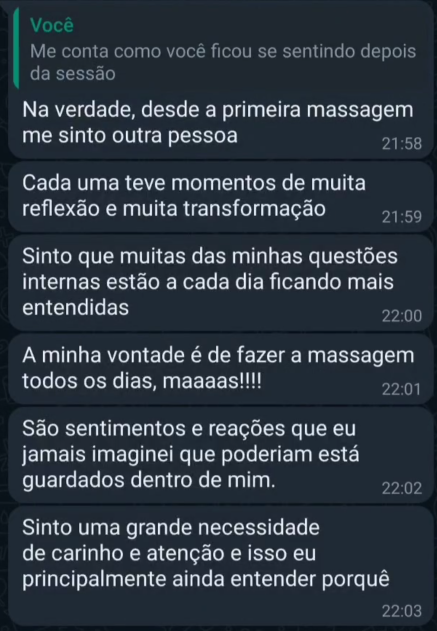 Você
Me conta como você ficou se sentindo depois
da sessão
Na verdade, desde a primeira massagem
me sinto outra pessoa
21:58
Cada uma teve momentos de muita
reflexão e muita transformação
21:59
Sinto que muitas das minhas questões
internas estão a cada dia ficando mais
entendidas
22:00
A minha vontade é de fazer a massagem
todos os dias, maaaas!!!!
22:01
São sentimentos e reações que eu
jamais imaginei que poderiam está
guardados dentro de mim.
22:02
Sinto uma grande necessidade
de carinho e atenção e isso eu
principalmente ainda entender porquê
22:03